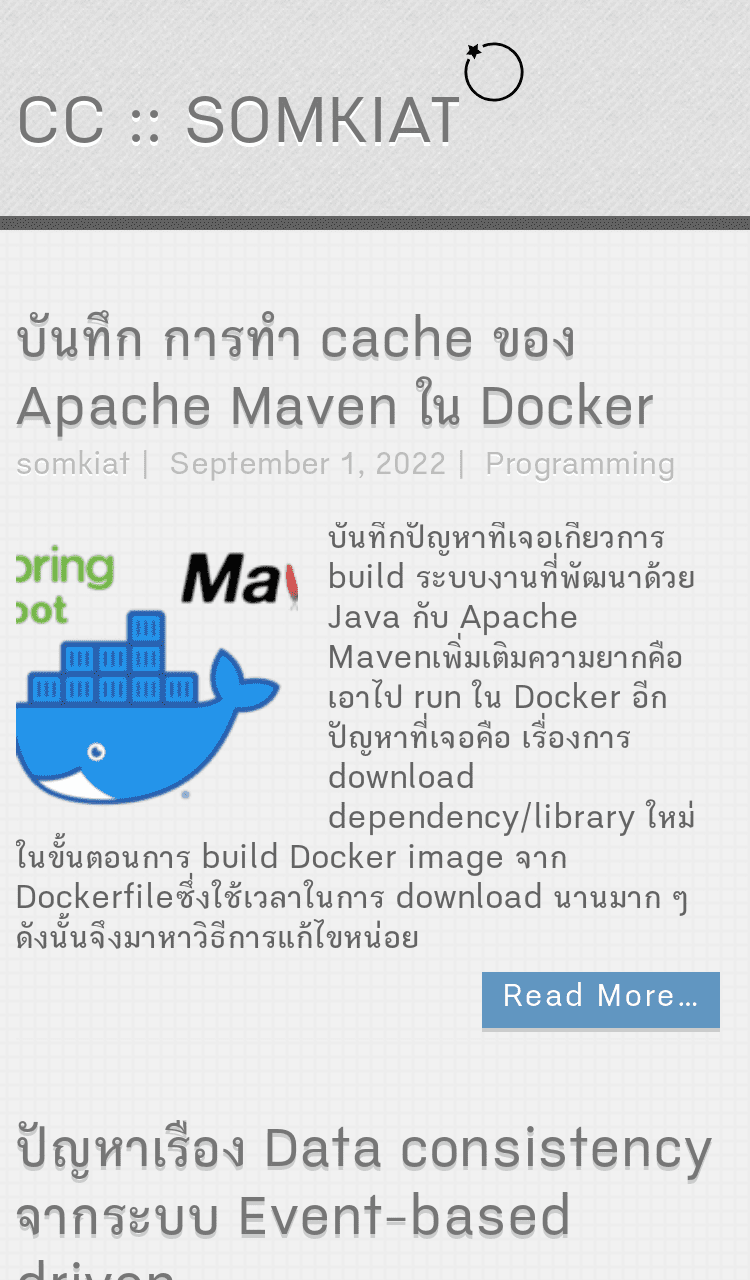 CC :: SOMKIAT
บันทึก การทำ cache ของ
Apache Maven ใน Docker
somkiat | September 1, 2022 | Programming
บันทึกปัญหาที่เจอเกี่ยวการ
build ระบบงานที่พัฒนาด้วย
Java กับ Apache
Mavenเพิ่มเติมความยากคือ
เอาไป run ใน Docker อีก
ปัญหาที่เจอคือ เรื่องการ
download
dependency/library ใหม่
ในขั้นตอนการ build Docker image จาก
Dockerfileซึ่งใช้เวลาในการ download นานมาก ๆ
ดังนั้นจึงมาหาวิธีการแก้ไขหน่อย
oring
oot
Ma
Read More…
ปัญหาเรื่อง Data consistency
จากระบบ Event-based
driven